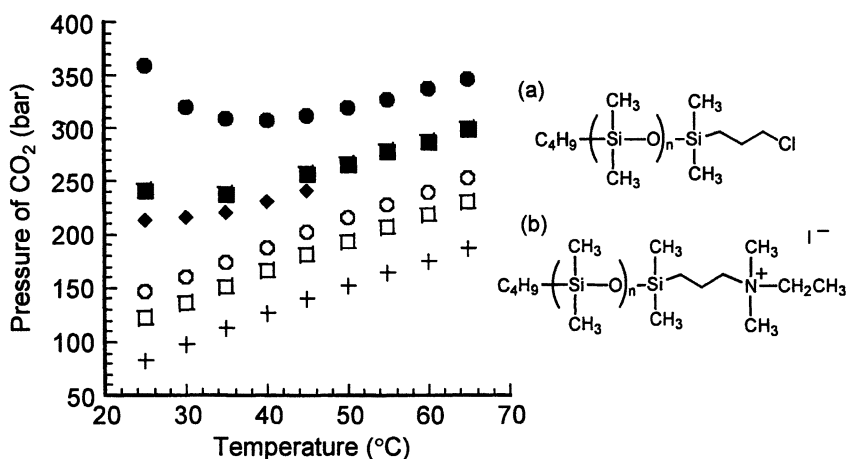 Pressure of CO2 (bar)
400
350
300
250
200
150
100
50
20 30 40 50 60 70
Temperature (°C)
(a)
CH3 CH3
C4H9 ( Si O )n Si Cl
CH3 CH3
(b)
I −
CH3 CH3 CH3
C4H9 ( Si O )n Si N + CH2CH3
CH3 CH3 CH3